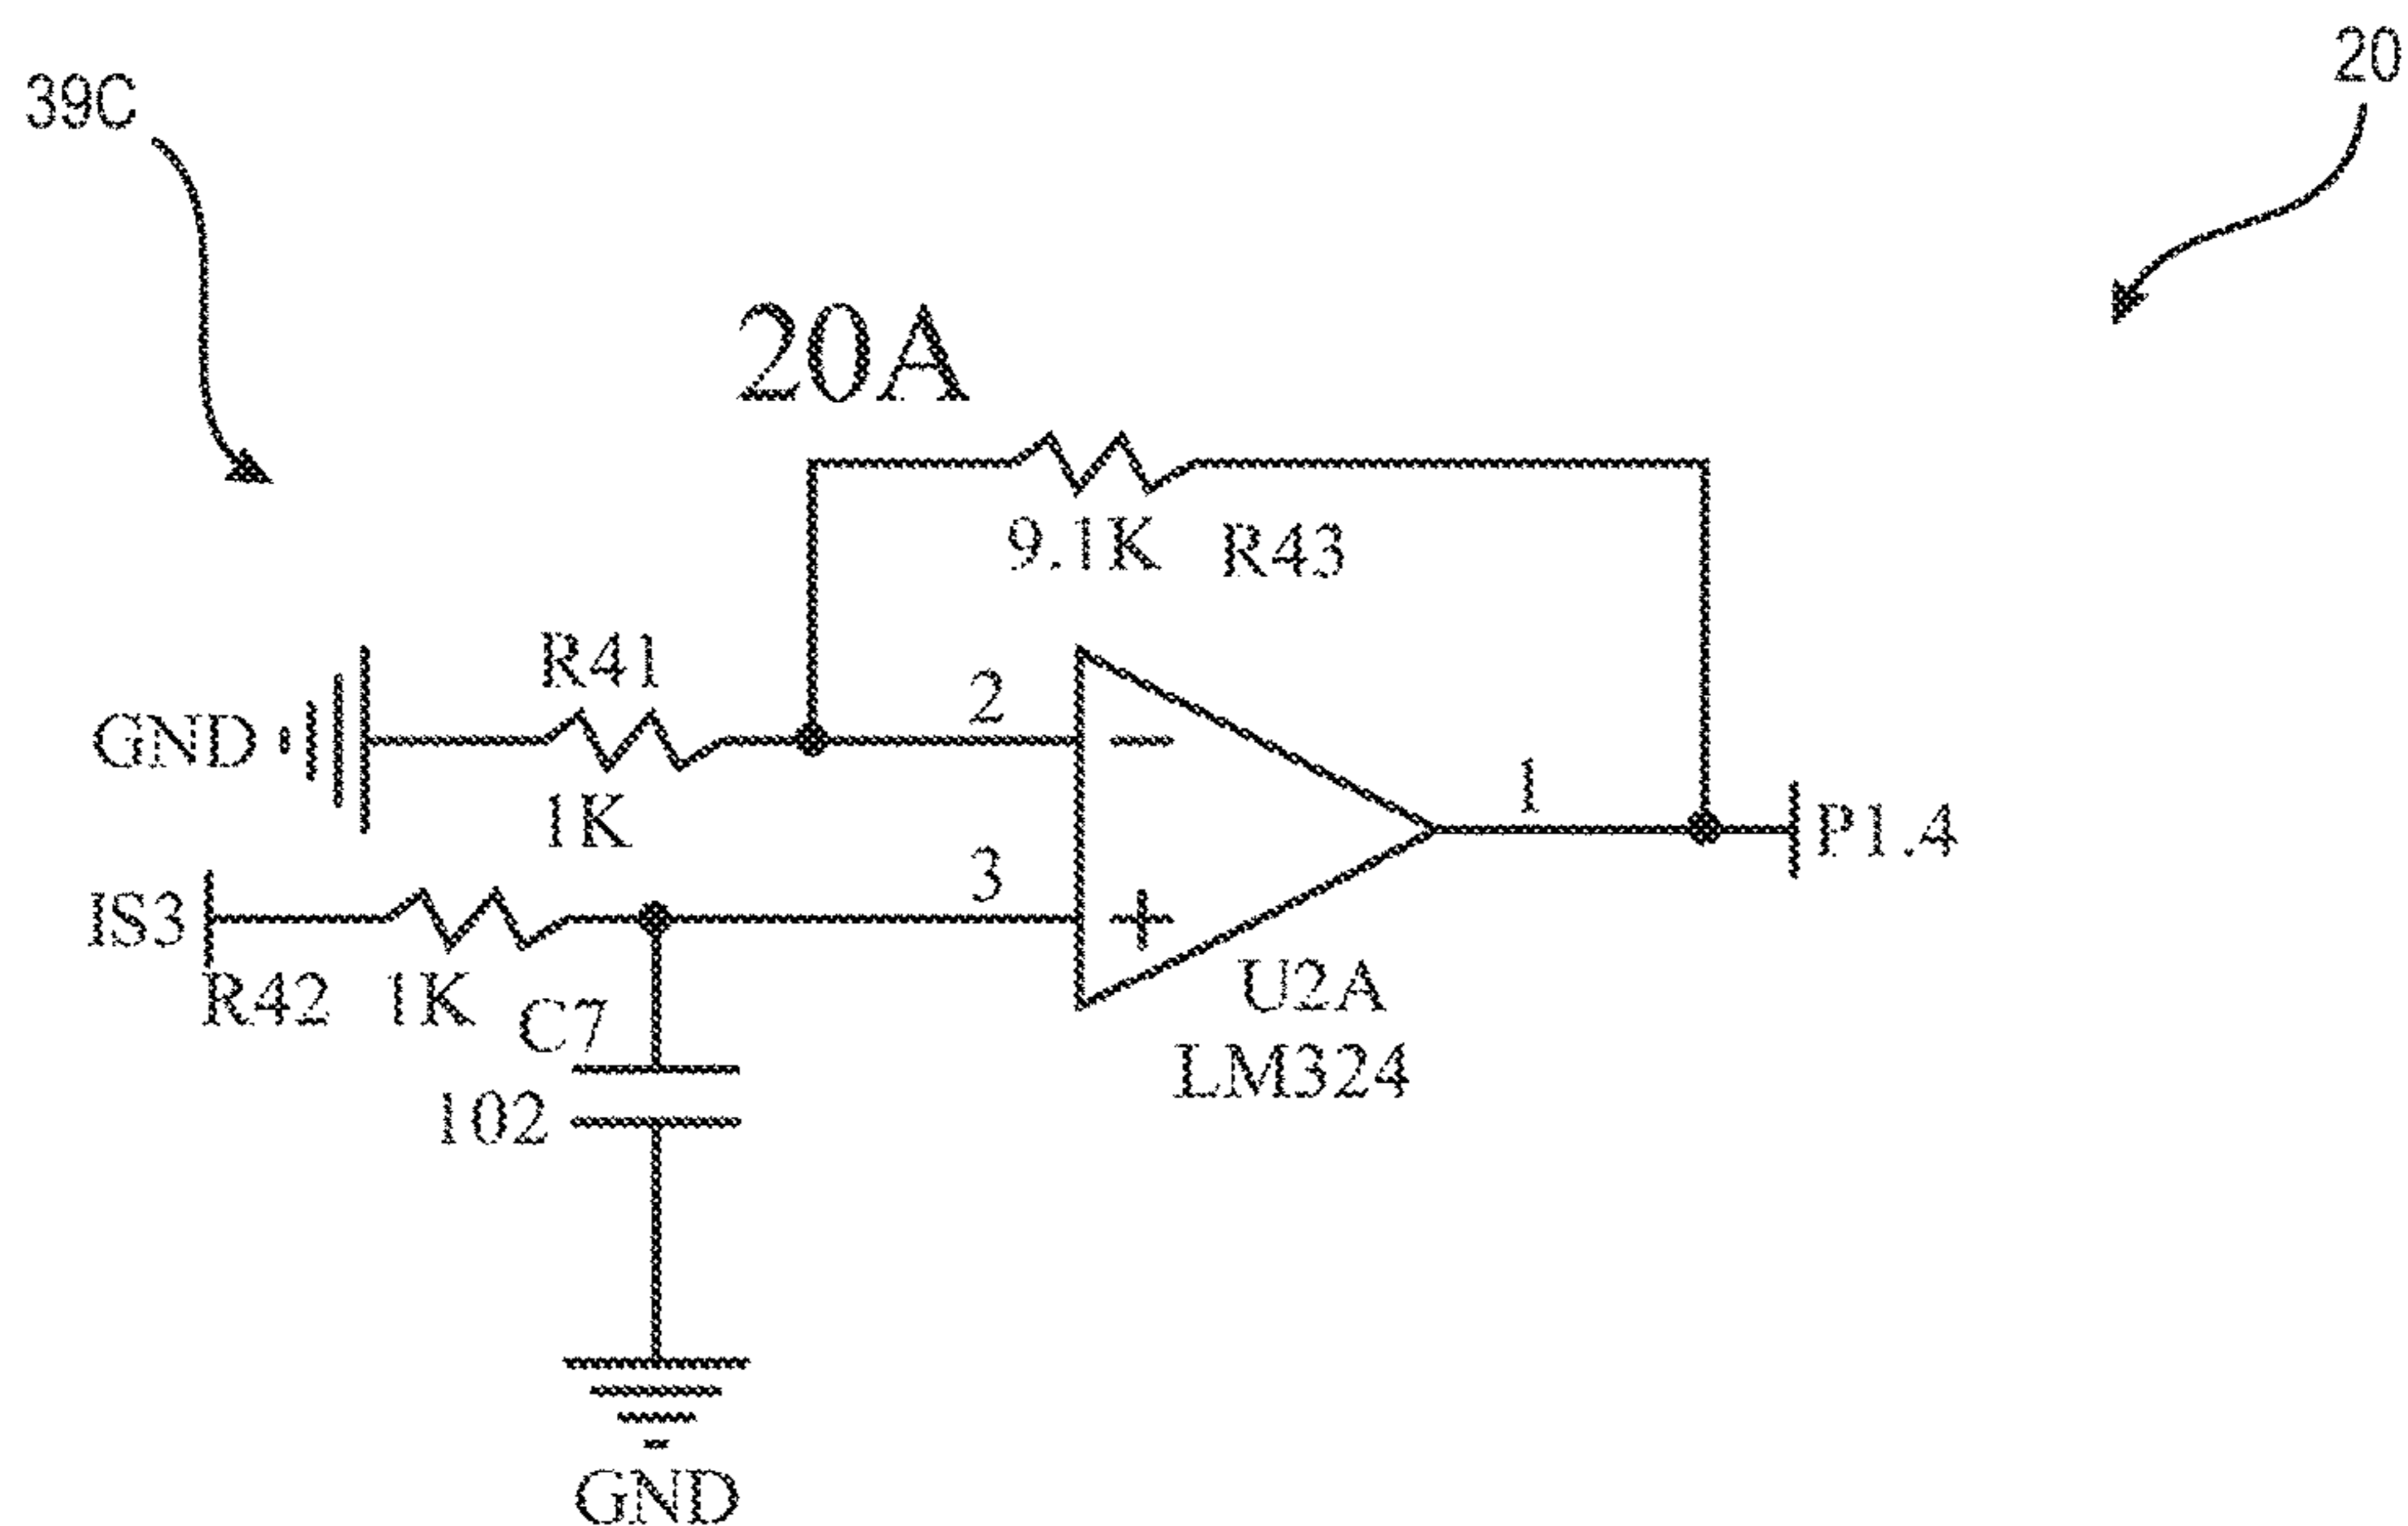 20
39C
20A
9.1K R43
R41
2
GND
1K
1
P1.4
3
IS3
R42 1K
C7
U2A
LM324
102
GND